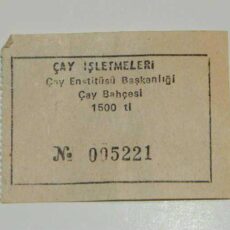 ÇAY İŞLETMELERİ
Çay Enstitüsü Başkanlığı
Çay Bahçesi
1500 tl
№ 005221